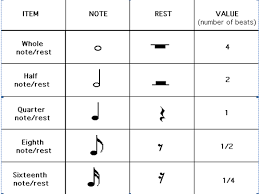 ITEM NOTE REST VALUE
(number of beats)
Whole
note/rest 4
Half
note/rest 2
Quarter
note/rest 1
Eighth
note/rest 1/2
Sixteenth
note/rest 1/4